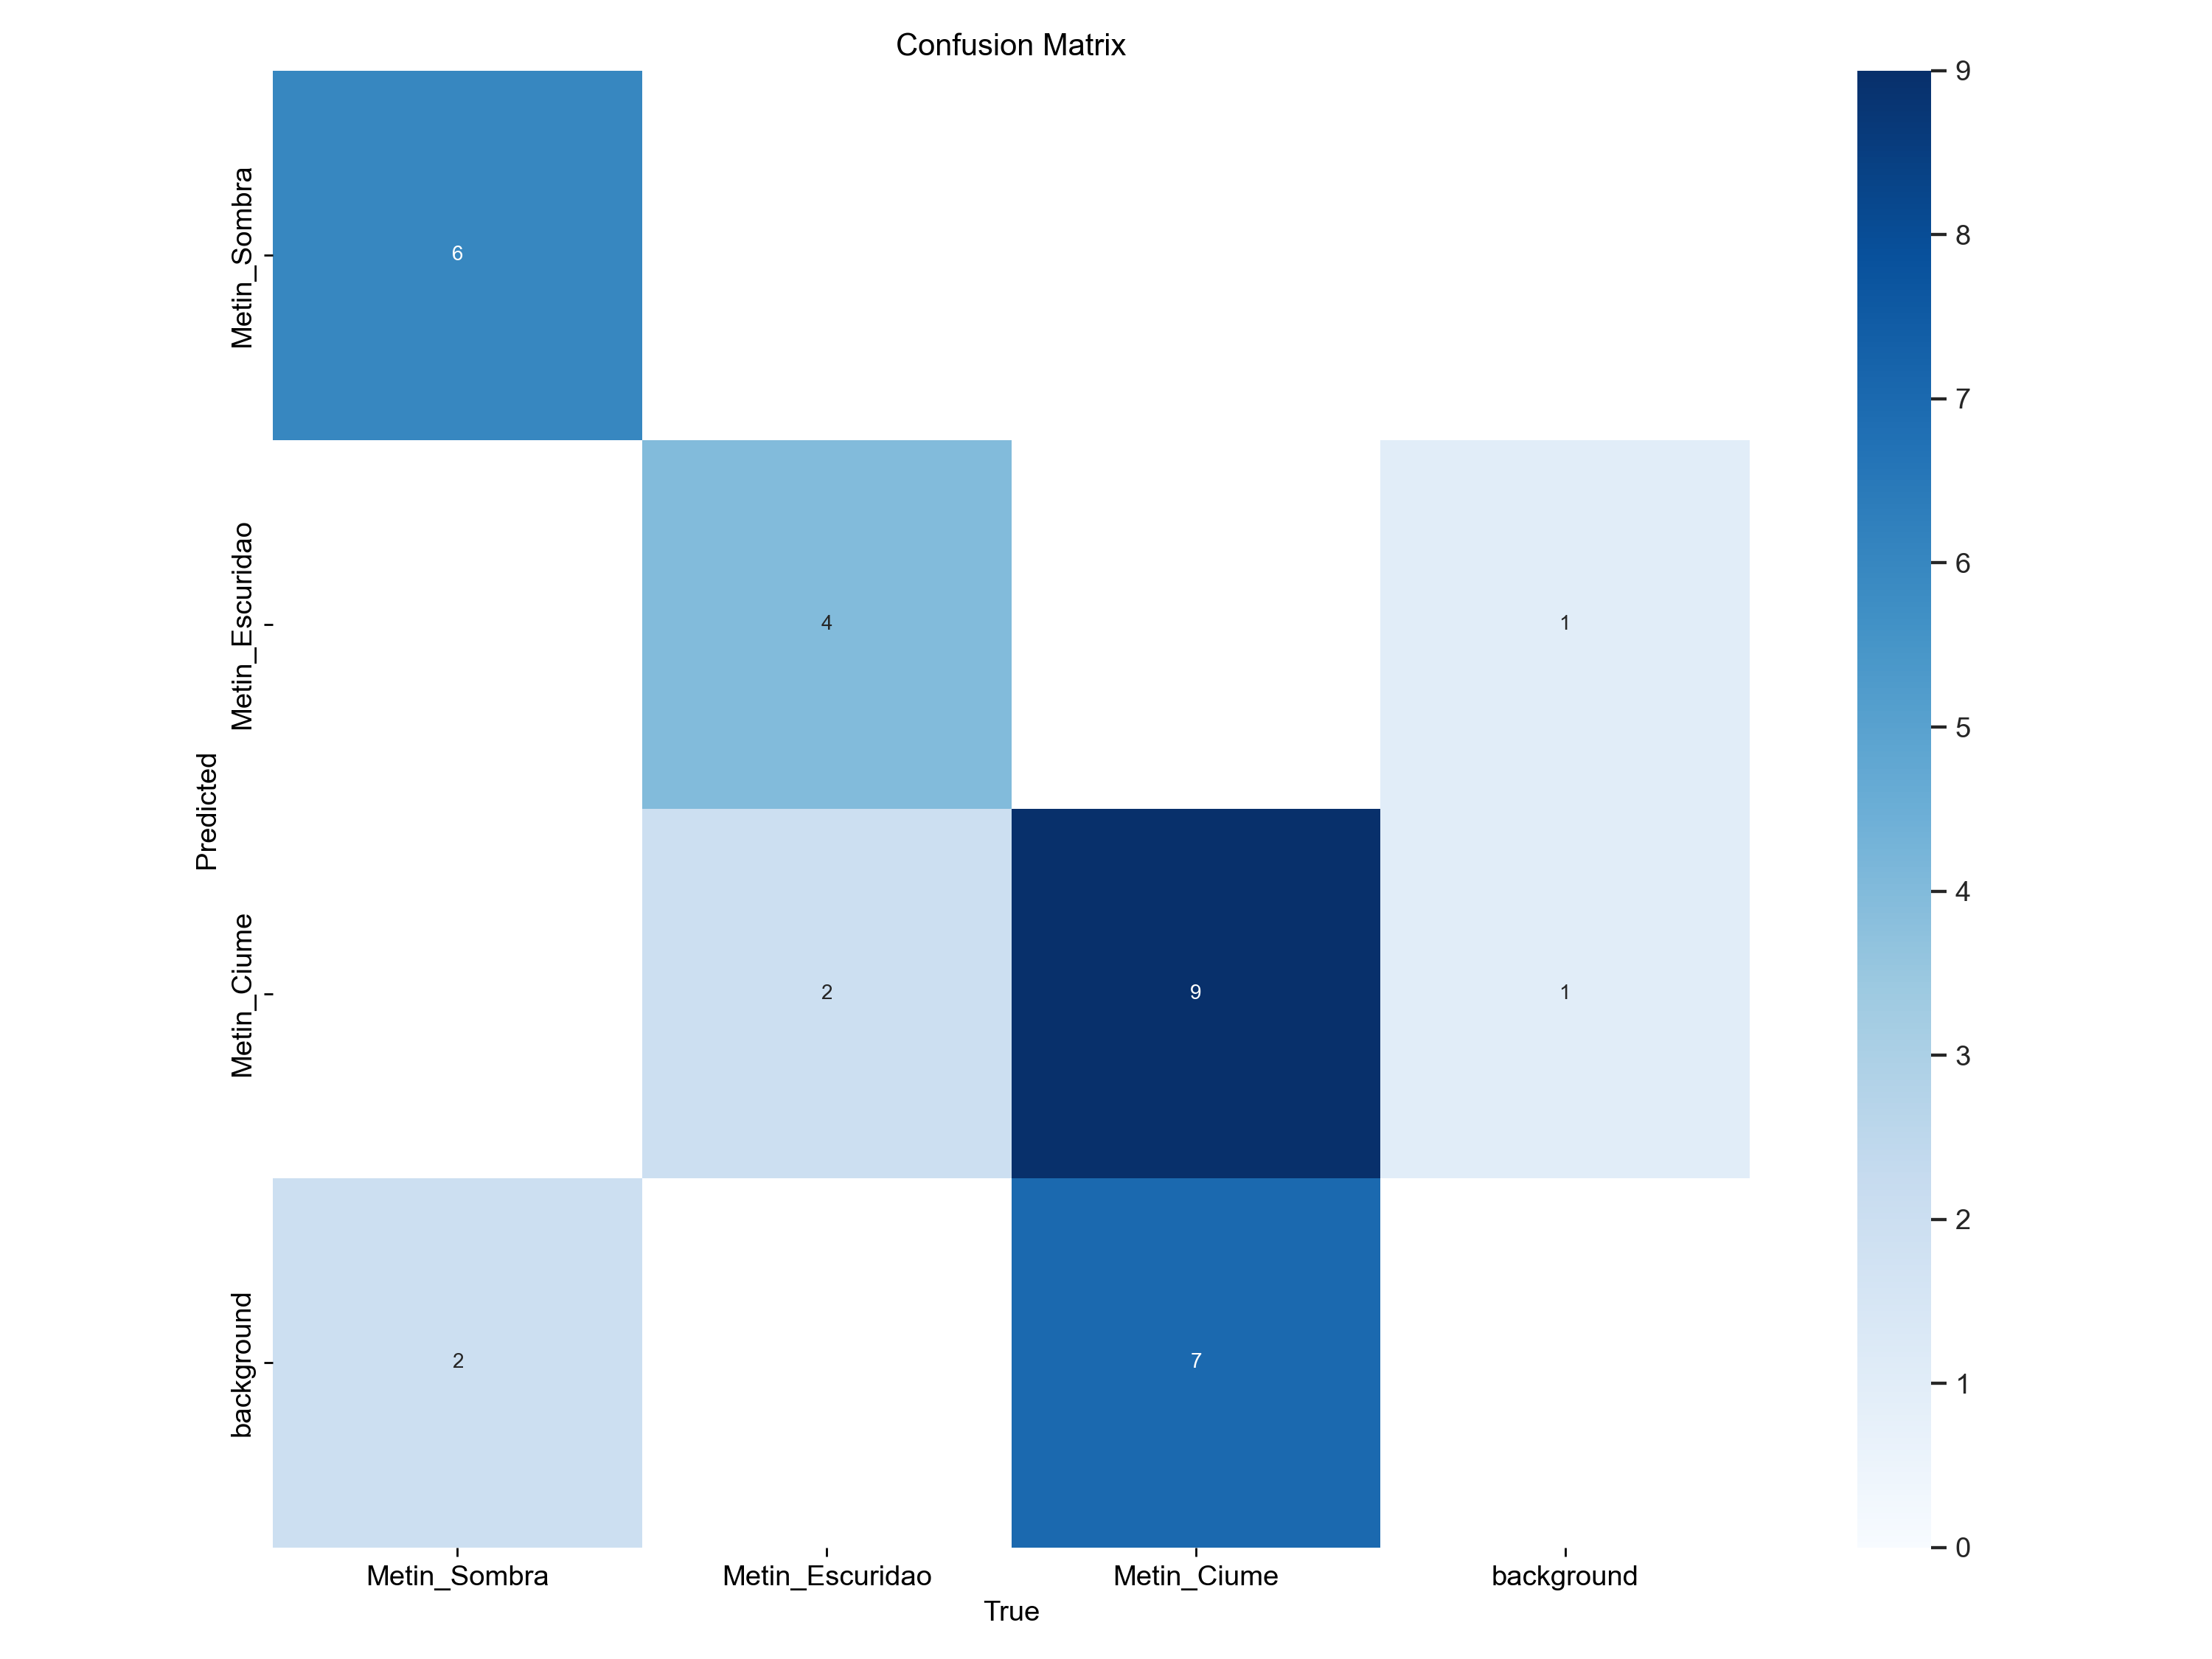 Confusion Matrix
Metin_Sombra
Metin_Escuridao
Metin_Ciume
background
Predicted
6
4
1
2
9
1
2
7
Metin_Sombra
Metin_Escuridao
Metin_Ciume
background
True
9
8
7
6
5
4
3
2
1
0